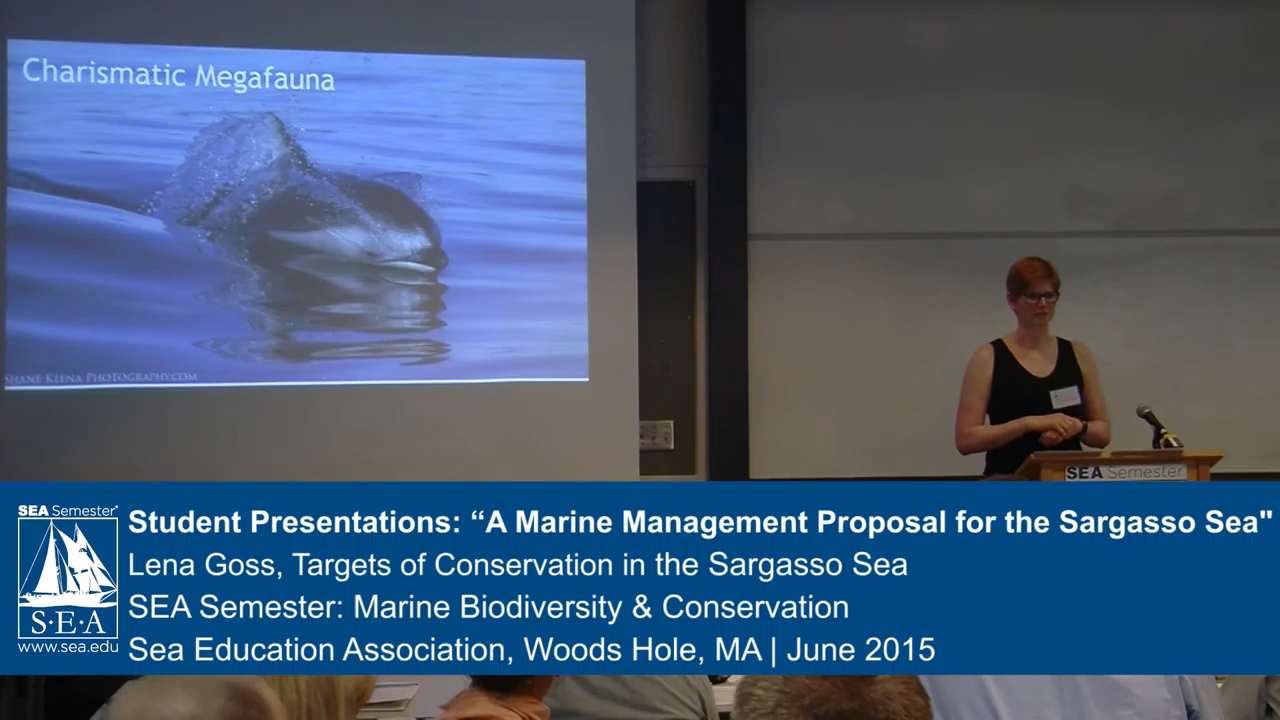 Charismatic Megafauna
SHANE KEENA PHOTOGRAPHY.COM
SEA Semester
SEA Semester®
S·E·A
www.sea.edu
Student Presentations: “A Marine Management Proposal for the Sargasso Sea"
Lena Goss, Targets of Conservation in the Sargasso Sea
SEA Semester: Marine Biodiversity & Conservation
Sea Education Association, Woods Hole, MA | June 2015